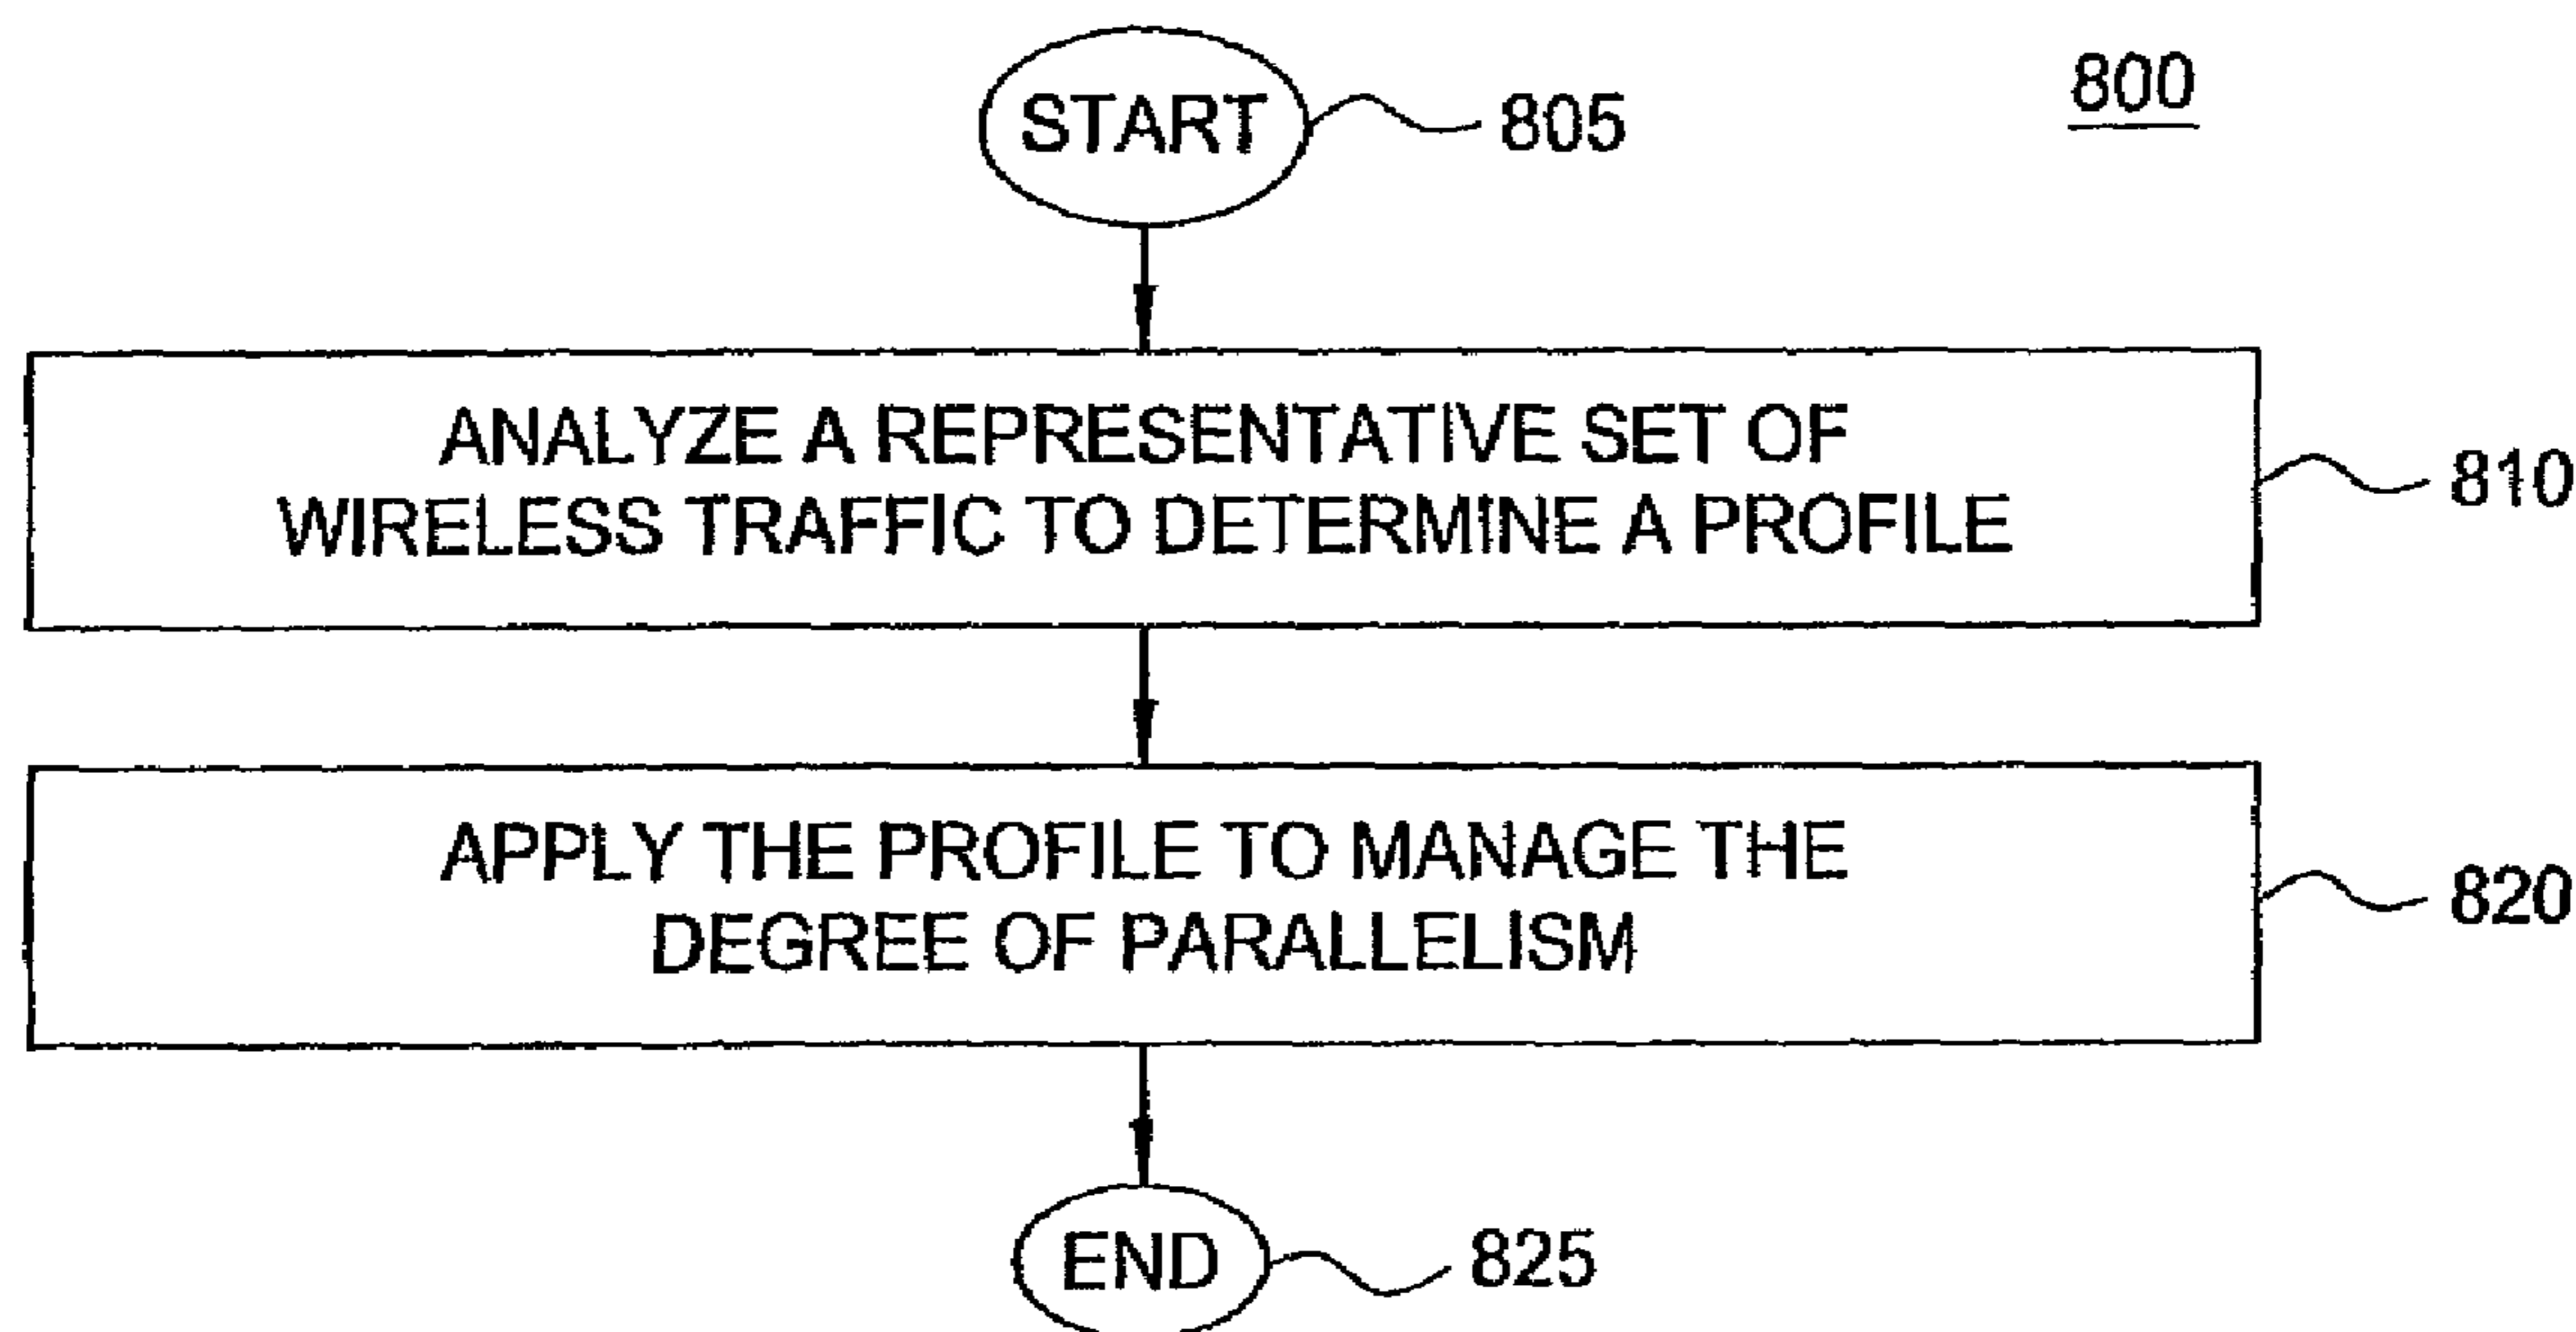 800
START
805
ANALYZE A REPRESENTATIVE SET OF
WIRELESS TRAFFIC TO DETERMINE A PROFILE
810
APPLY THE PROFILE TO MANAGE THE
DEGREE OF PARALLELISM
820
END
825